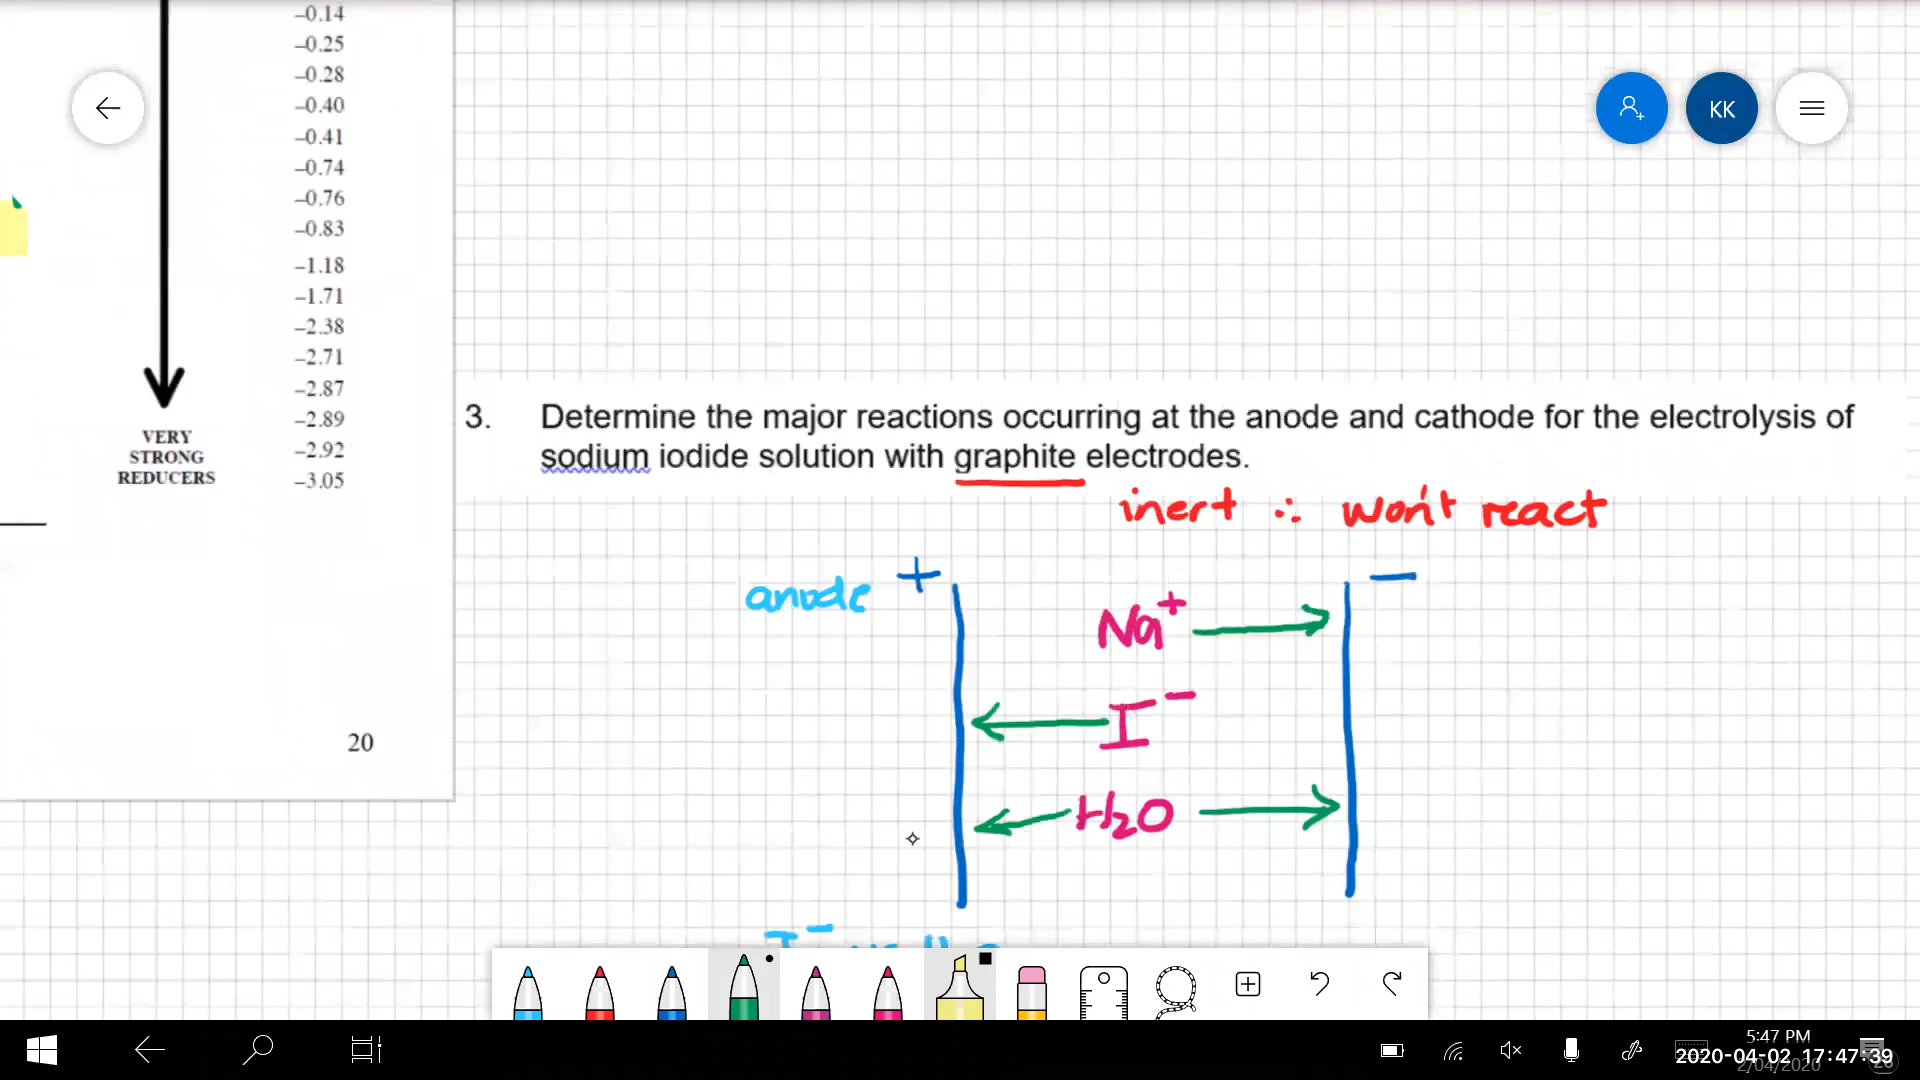 –0.14
–0.25
–0.28
–0.40
–0.41
–0.74
–0.76
–0.83
–1.18
–1.71
–2.38
–2.71
–2.87
–2.89
–2.92
–3.05
VERY
STRONG
REDUCERS
20
KK
3. Determine the major reactions occurring at the anode and cathode for the electrolysis of
sodium iodide solution with graphite electrodes.
inert ∴ won't react
anode + −
Na⁺
I⁻
H₂O
I⁻
5:47 PM
2020-04-02 17:47:39
2/04/2020